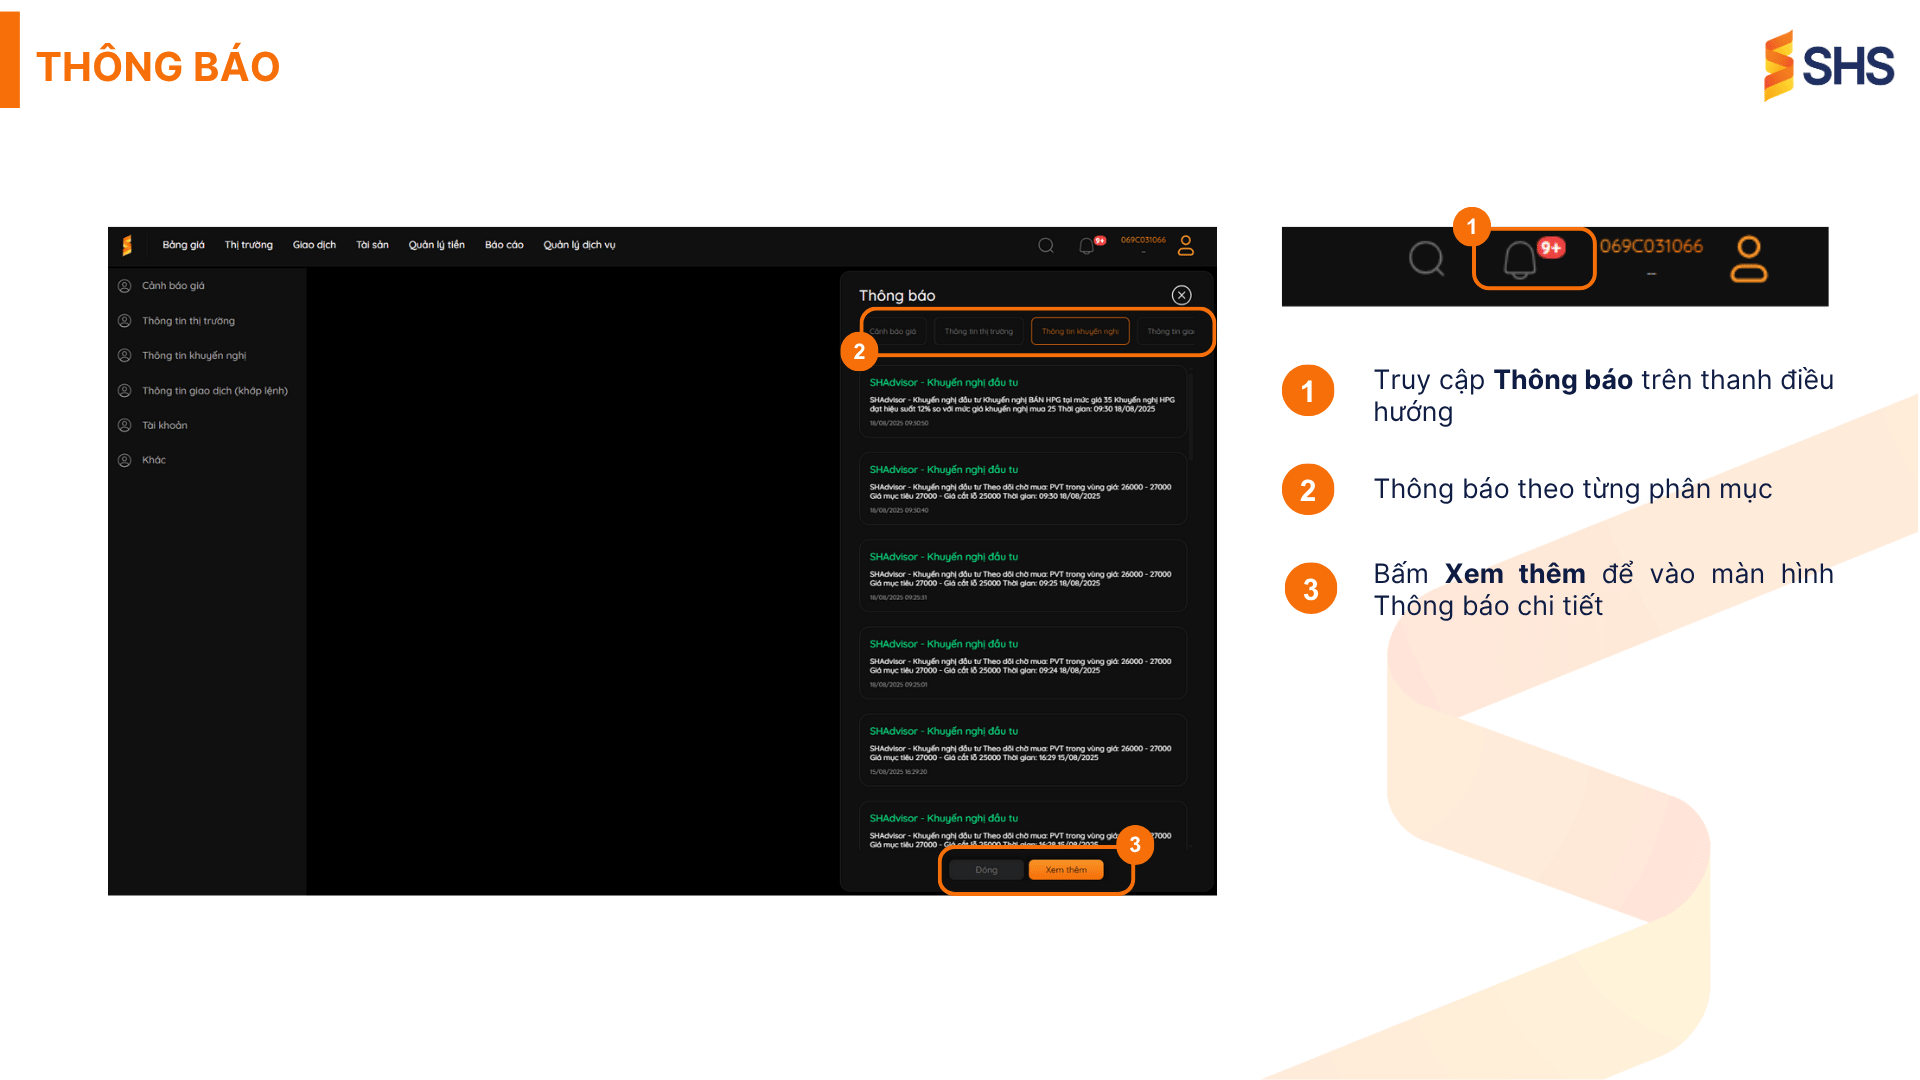 THÔNG BÁO
SHS
Bảng giá Thị trường Giao dịch Tài sản Quản lý tiền Báo cáo Quản lý dịch vụ
9+ 069C031066
--
Cảnh báo giá
Thông tin thị trường
Thông tin khuyến nghị
Thông tin giao dịch (khớp lệnh)
Tài khoản
Khác
Thông báo
Cảnh báo giá Thông tin thị trường Thông tin khuyến nghị Thông tin giao
2
SHAdvisor - Khuyến nghị đầu tư
SHAdvisor - Khuyến nghị đầu tư Khuyến nghị BÁN HPG tại mức giá 35 Khuyến nghị HPG
đạt hiệu suất 12% so với mức giá khuyến nghị mua 25 Thời gian: 09:30 18/08/2025
18/08/2025 09:30:50
SHAdvisor - Khuyến nghị đầu tư
SHAdvisor - Khuyến nghị đầu tư Theo dõi chờ mua: PVT trong vùng giá: 26000 - 27000
Giá mục tiêu 27000 - Giá cắt lỗ 25000 Thời gian: 09:30 18/08/2025
18/08/2025 09:30:40
SHAdvisor - Khuyến nghị đầu tư
SHAdvisor - Khuyến nghị đầu tư Theo dõi chờ mua: PVT trong vùng giá: 26000 - 27000
Giá mục tiêu 27000 - Giá cắt lỗ 25000 Thời gian: 09:25 18/08/2025
18/08/2025 09:25:31
SHAdvisor - Khuyến nghị đầu tư
SHAdvisor - Khuyến nghị đầu tư Theo dõi chờ mua: PVT trong vùng giá: 26000 - 27000
Giá mục tiêu 27000 - Giá cắt lỗ 25000 Thời gian: 09:24 18/08/2025
18/08/2025 09:25:01
SHAdvisor - Khuyến nghị đầu tư
SHAdvisor - Khuyến nghị đầu tư Theo dõi chờ mua: PVT trong vùng giá: 26000 - 27000
Giá mục tiêu 27000 - Giá cắt lỗ 25000 Thời gian: 16:29 15/08/2025
15/08/2025 16:29:20
SHAdvisor - Khuyến nghị đầu tư
SHAdvisor - Khuyến nghị đầu tư Theo dõi chờ mua: PVT trong vùng giá: 27000
Giá mục tiêu 27000 - Giá cắt lỗ 25000 Thời gian: 16:28 15/08/2025
3
Đóng Xem thêm
1
9+ 069C031066
--
1 Truy cập Thông báo trên thanh điều
hướng
2 Thông báo theo từng phân mục
3 Bấm Xem thêm để vào màn hình
Thông báo chi tiết